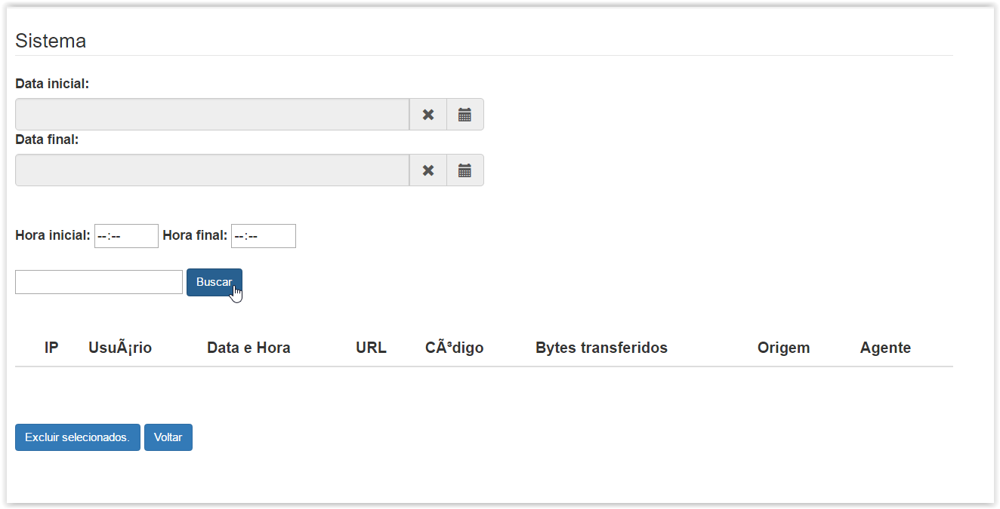 Sistema
Data inicial:
Data final:
Hora inicial: --:-- Hora final: --:--
Buscar
IP UsuÃ¡rio Data e Hora URL CÃ³digo Bytes transferidos Origem Agente
Excluir selecionados. Voltar